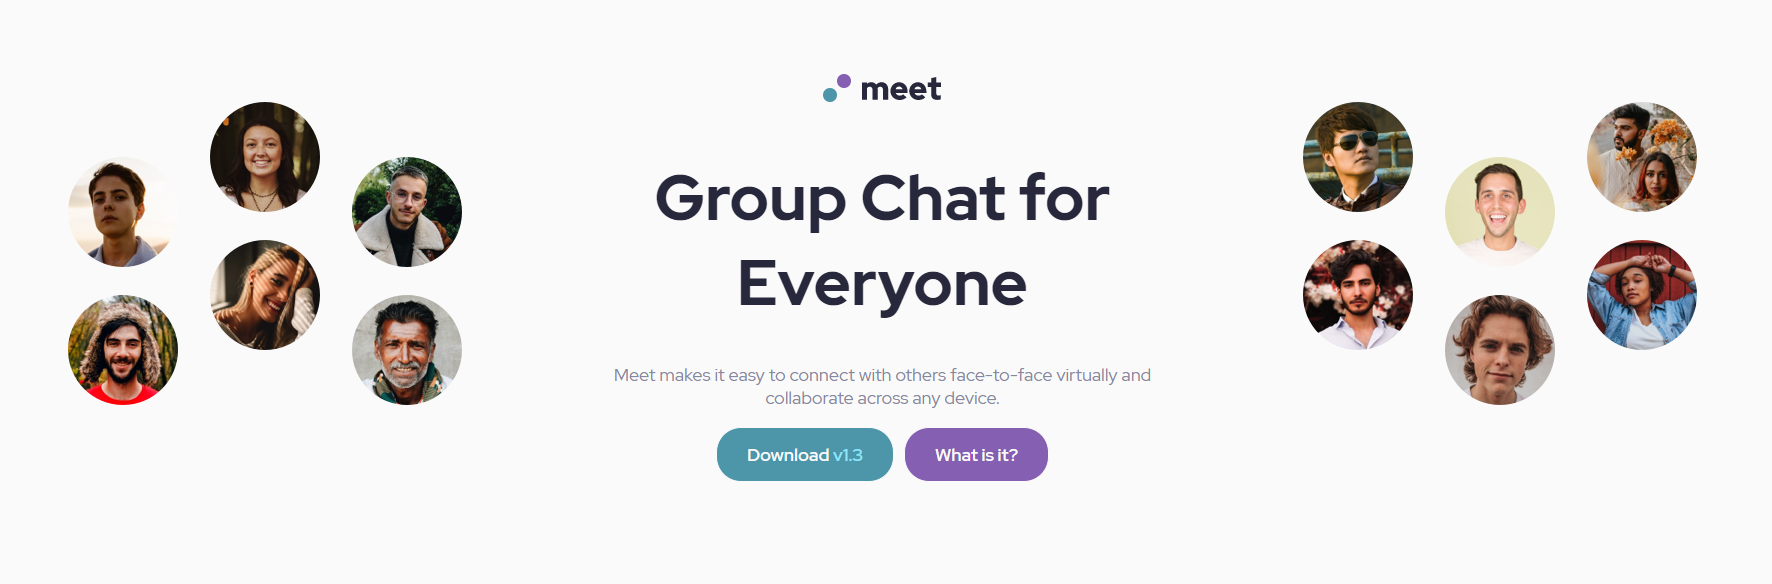 meet
Group Chat for
Everyone
Meet makes it easy to connect with others face-to-face virtually and
collaborate across any device.
Download v1.3
What is it?